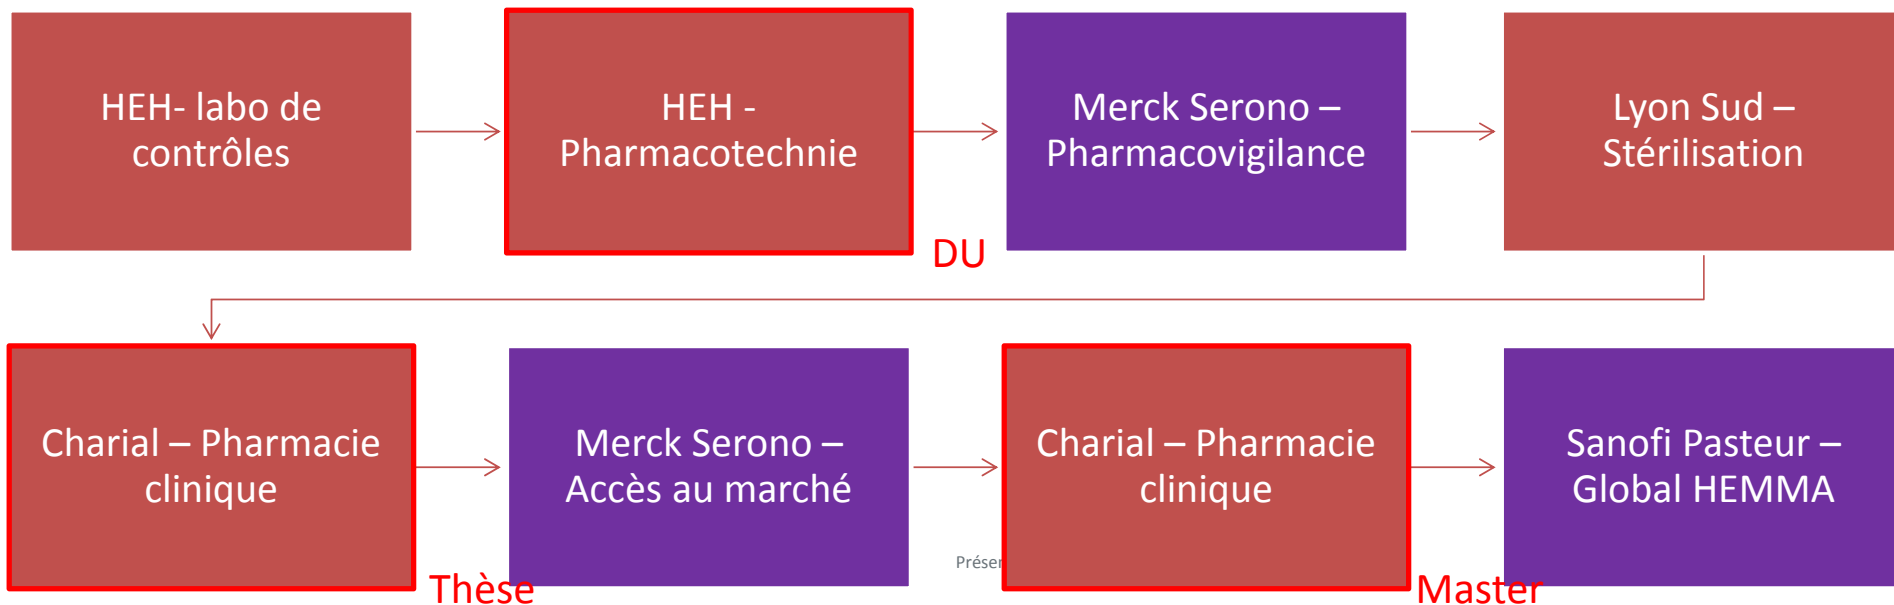 HEH- labo de
contrôles
HEH -
Pharmacotechnie
Merck Serono –
Pharmacovigilance
Lyon Sud –
Stérilisation
DU
Charial – Pharmacie
clinique
Merck Serono –
Accès au marché
Charial – Pharmacie
clinique
Sanofi Pasteur –
Global HEMMA
Thèse
Master